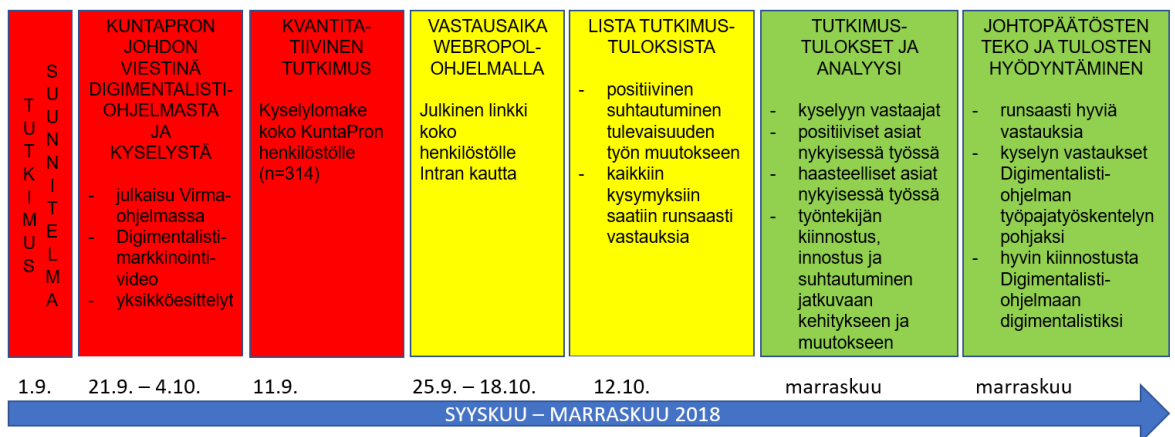 TUTKIMUS
SUUNNITELMA
KUNTAPRON
JOHDON
VIESTINÄ
DIGIMENTALISTI-
OHJELMASTA
JA
KYSELYSTÄ
- julkaisu Virma-
ohjelmassa
- Digimentalisti-
markkinointi-
video
- yksikköesittelyt
KVANTITA-
TIIVINEN
TUTKIMUS
Kyselylomake
koko KuntaPron
henkilöstölle
(n=314)
VASTAUSAIKA
WEBROPOL-
OHJELMALLA
Julkinen linkki
koko
henkilöstölle
Intran kautta
LISTA TUTKIMUS-
TULOKSISTA
- positiivinen
suhtautuminen
tulevaisuuden
työn muutokseen
- kaikkiin
kysymyksiin
saatiin runsaasti
vastauksia
TUTKIMUS-
TULOKSET JA
ANALYYSI
- kyselyyn vastaajat
- positiiviset asiat
nykyisessä työssä
- haasteelliset asiat
nykyisessä työssä
- työntekijän
kiinnostus,
innostus ja
suhtautuminen
jatkuvaan
kehitykseen ja
muutokseen
JOHTOPÄÄTÖSTEN
TEKO JA TULOSTEN
HYÖDYNTÄMINEN
- runsaasti hyviä
vastauksia
- kyselyn vastaukset
Digimentalisti-
ohjelman
työpajatyöskentelyn
pohjaksi
- hyvin kiinnostusta
Digimentalisti-
ohjelmaan
digimentalistiksi
1.9.
21.9. – 4.10.
11.9.
25.9. – 18.10.
12.10.
marraskuu
marraskuu
SYYSKUU – MARRASKUU 2018